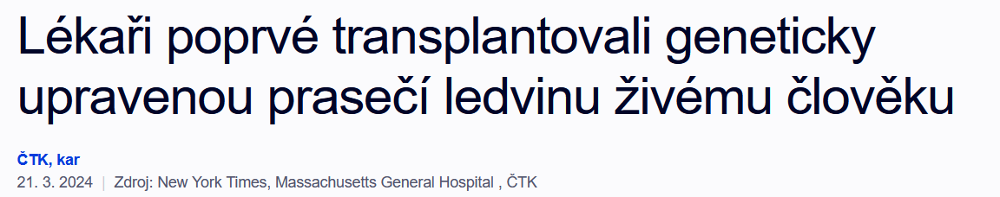 Lékaři poprvé transplantovali geneticky
upravenou prasečí ledvinu živému člověku
ČTK, kar
21. 3. 2024 | Zdroj: New York Times, Massachusetts General Hospital , ČTK